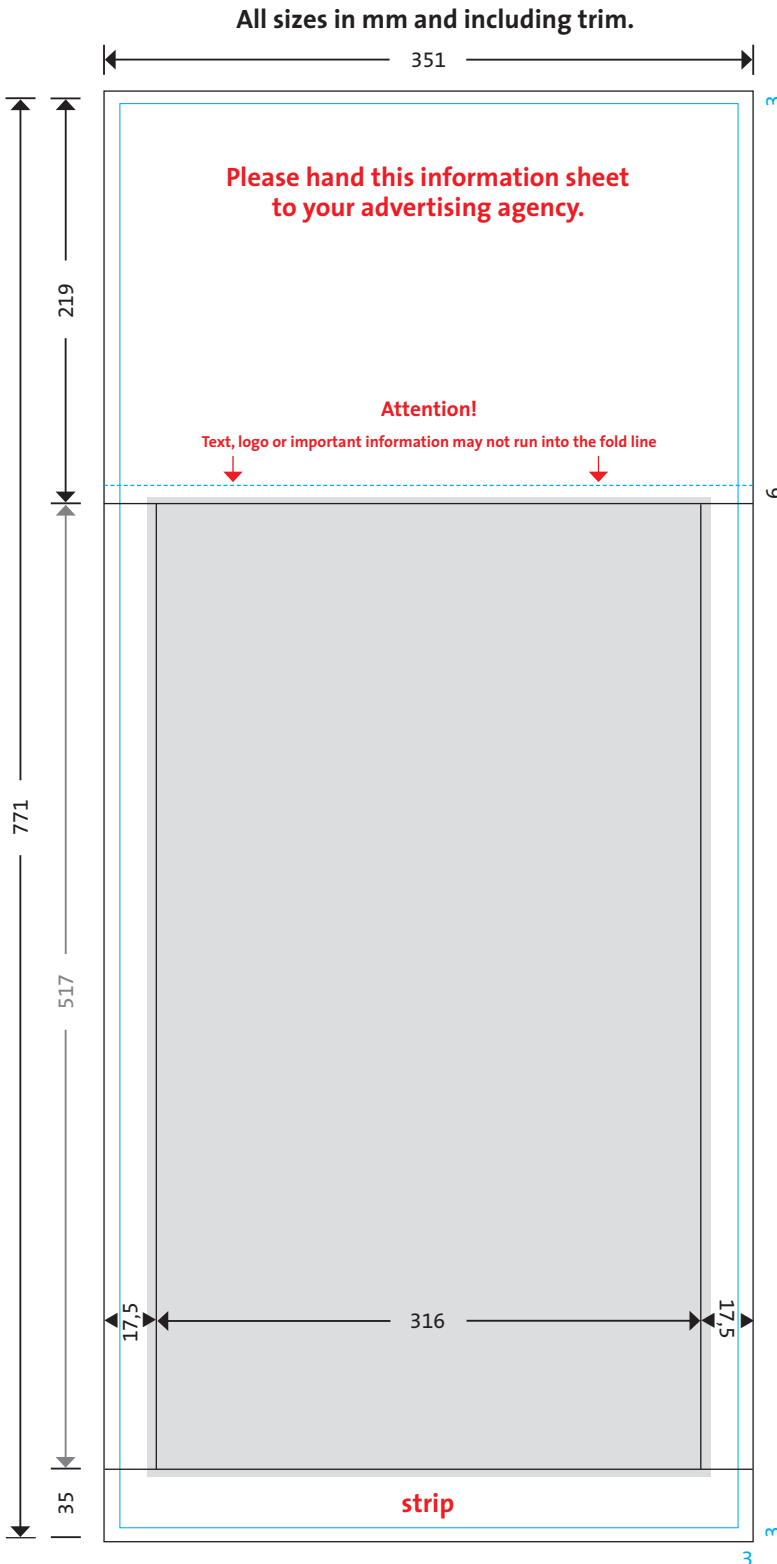 All sizes in mm and including trim.
351
3
Please hand this information sheet
to your advertising agency.
219
Attention!
Text, logo or important information may not run into the fold line
6
771
517
17,5
316
17,5
35
strip
3
3